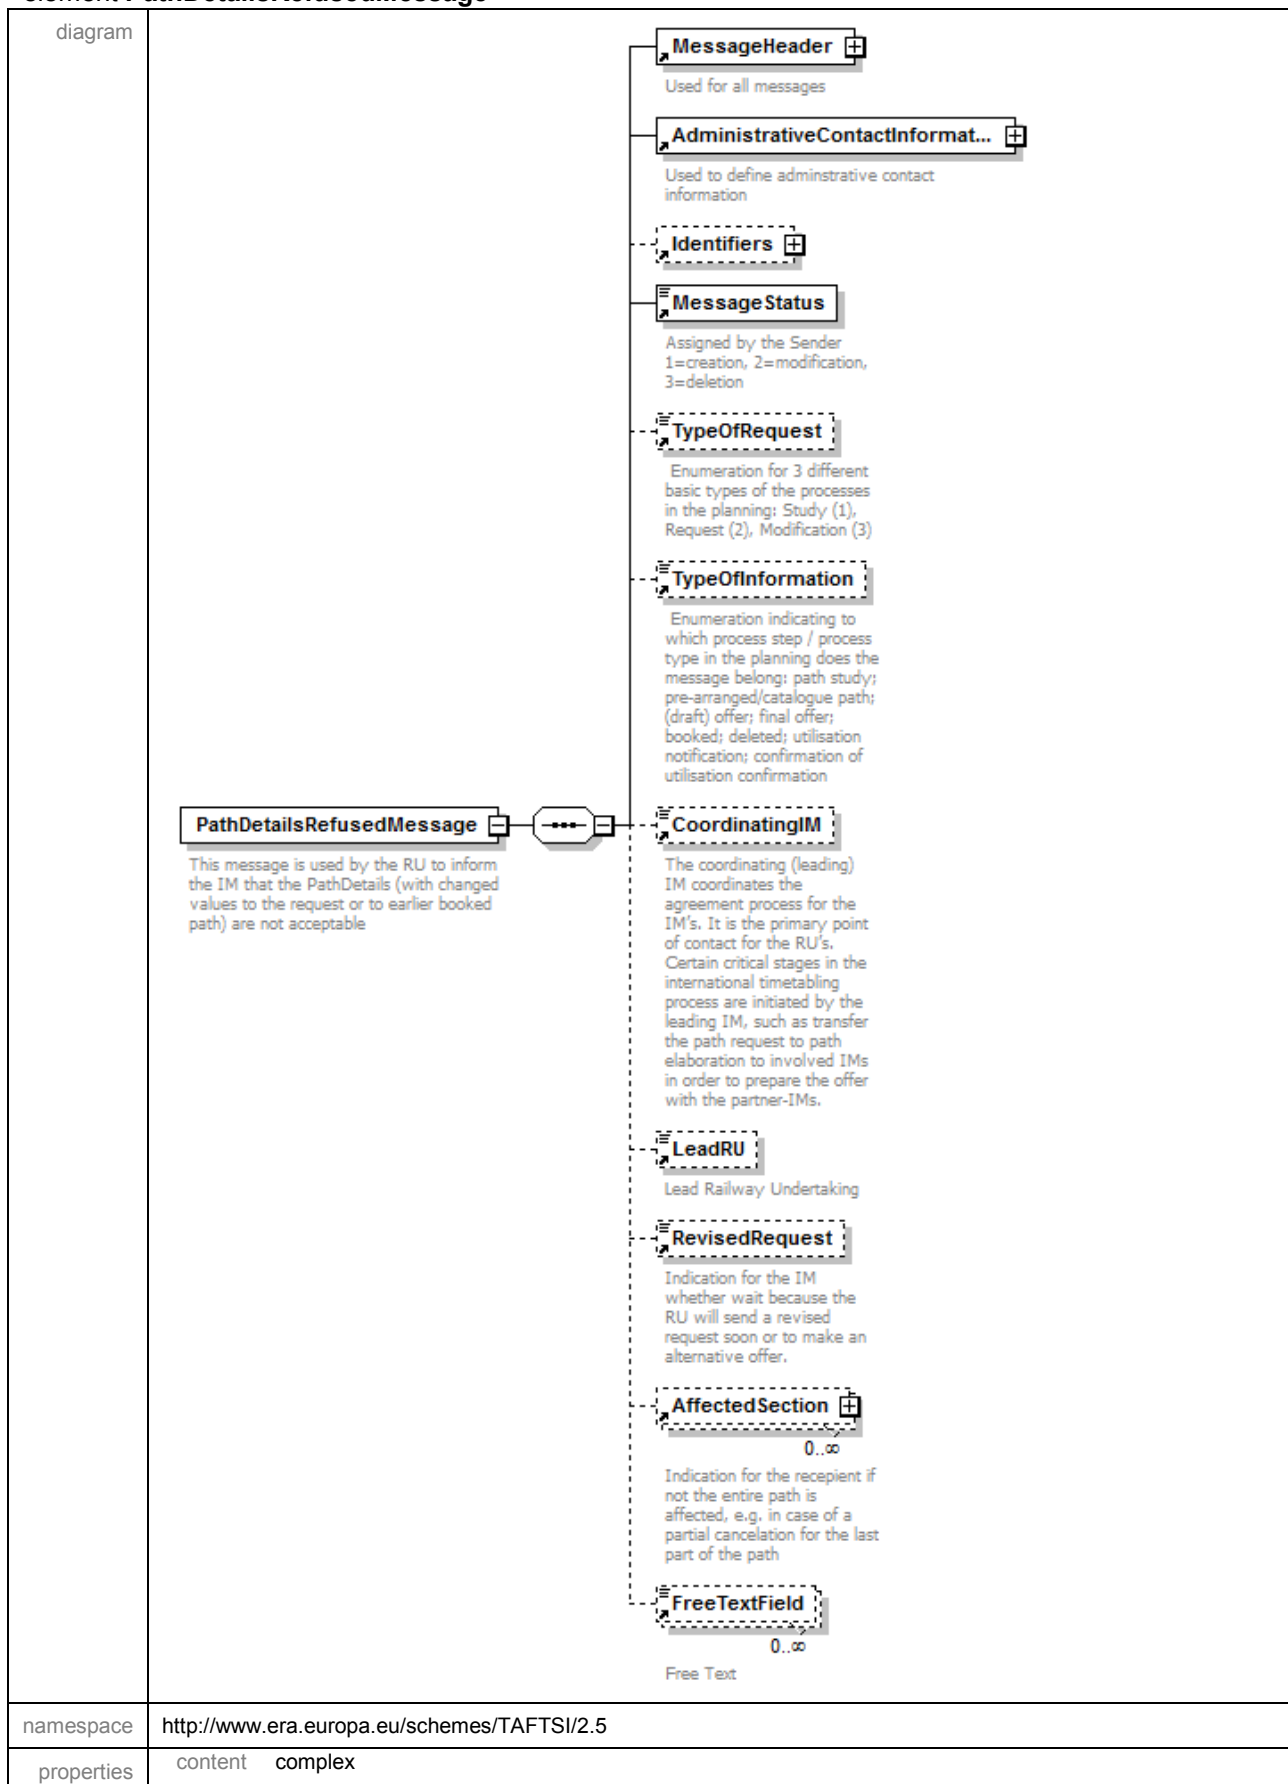 element PathDetailsRefusedMessage
diagram
MessageHeader
Used for all messages
AdministrativeContactInformat...
Used to define adminstrative contact
information
Identifiers
MessageStatus
Assigned by the Sender
1=creation, 2=modification,
3=deletion
TypeOfRequest
Enumeration for 3 different
basic types of the processes
in the planning: Study (1),
Request (2), Modification (3)
TypeOfInformation
Enumeration indicating to
which process step / process
type in the planning does the
message belong: path study;
pre-arranged/catalogue path;
(draft) offer; final offer;
booked; deleted; utilisation
notification; confirmation of
utilisation confirmation
PathDetailsRefusedMessage
This message is used by the RU to inform
the IM that the PathDetails (with changed
values to the request or to earlier booked
path) are not acceptable
CoordinatingIM
The coordinating (leading)
IM coordinates the
agreement process for the
IM's. It is the primary point
of contact for the RU's.
Certain critical stages in the
international timetabling
process are initiated by the
leading IM, such as transfer
the path request to path
elaboration to involved IMs
in order to prepare the offer
with the partner-IMs.
LeadRU
Lead Railway Undertaking
RevisedRequest
Indication for the IM
whether wait because the
RU will send a revised
request soon or to make an
alternative offer.
AffectedSection
0..∞
Indication for the recepient if
not the entire path is
affected, e.g. in case of a
partial cancelation for the last
part of the path
FreeTextField
0..∞
Free Text
namespace http://www.era.europa.eu/schemes/TAFTSI/2.5
properties content complex